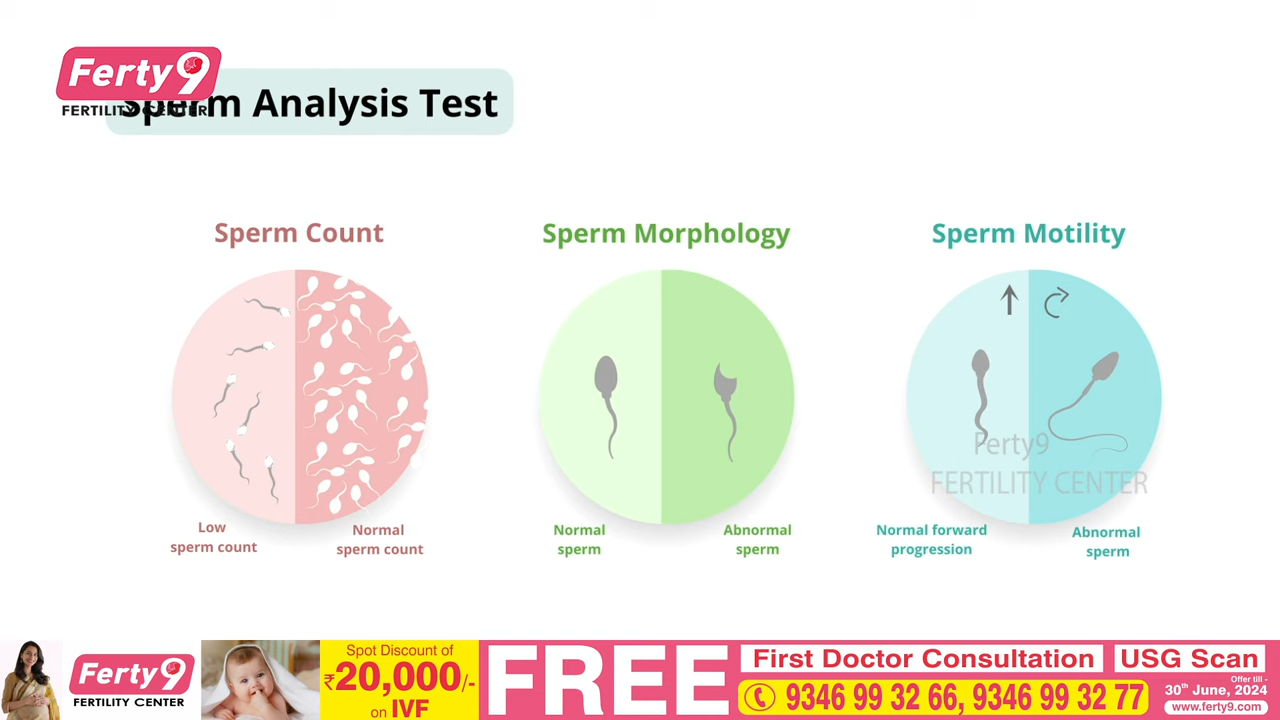 Ferty9
FERTILITY CENTER
Sperm Analysis Test
Sperm Count
Sperm Morphology
Sperm Motility
Ferty9
FERTILITY CENTER
Low
sperm count
Normal
sperm count
Normal
sperm
Abnormal
sperm
Normal forward
progression
Abnormal
sperm
Ferty9
FERTILITY CENTER
Spot Discount of
₹20,000/-
on IVF
FREE
First Doctor Consultation
USG Scan
9346 99 32 66, 9346 99 32 77
Offer till -
30th June, 2024
www.ferty9.com